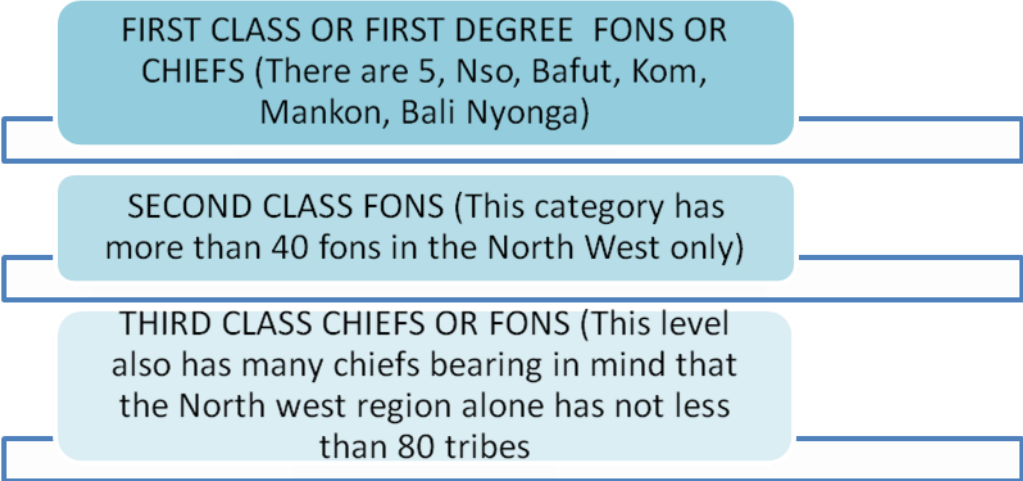 FIRST CLASS OR FIRST DEGREE  FONS OR
CHIEFS (There are 5, Nso, Bafut, Kom,
Mankon, Bali Nyonga)
SECOND CLASS FONS (This category has
more than 40 fons in the North West only)
THIRD CLASS CHIEFS OR FONS (This level
also has many chiefs bearing in mind that
the North west region alone has not less
than 80 tribes